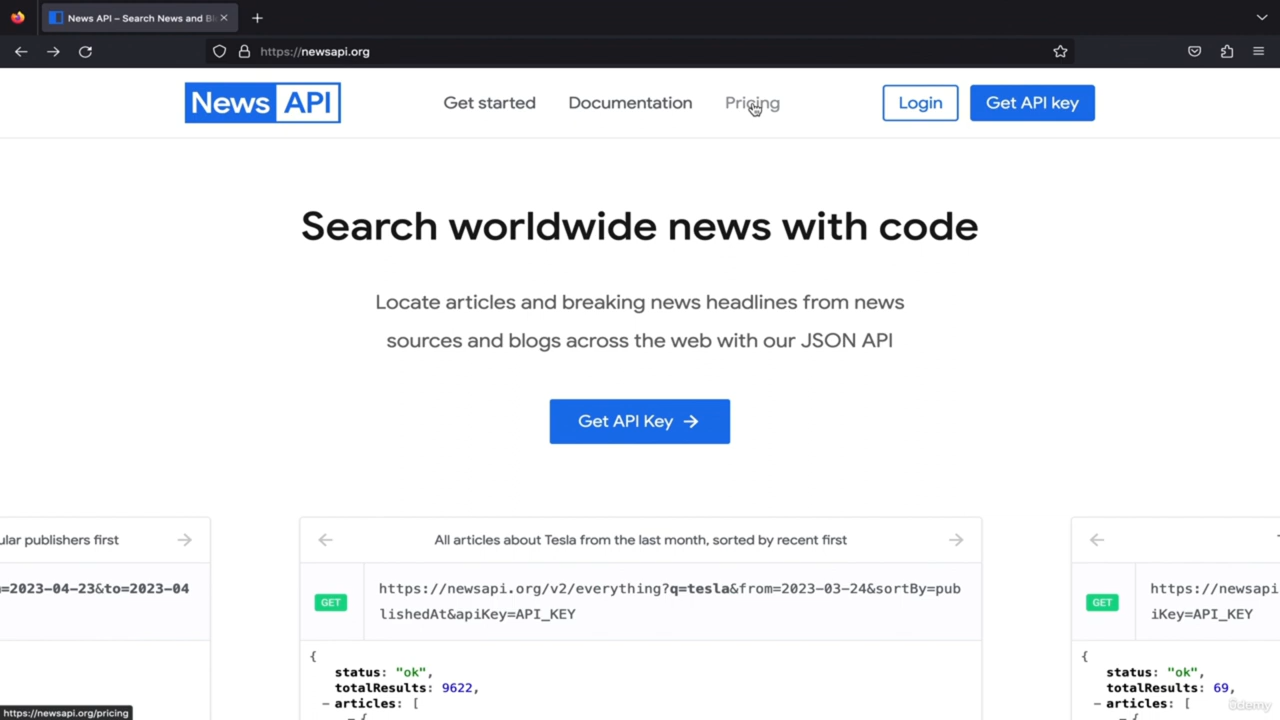 News API – Search News and Bl
https://newsapi.org
News API
Get started
Documentation
Pricing
Login
Get API key
Search worldwide news with code
Locate articles and breaking news headlines from news
sources and blogs across the web with our JSON API
Get API Key →
ular publishers first →
=2023-04-23&to=2023-04
← All articles about Tesla from the last month, sorted by recent first →
GET
https://newsapi.org/v2/everything?q=tesla&from=2023-03-24&sortBy=pub
lishedAt&apiKey=API_KEY
{
status: "ok",
totalResults: 9622,
– articles: [
– {
←
GET
https://newsapi
iKey=API_KEY
{
status: "ok",
totalResults: 69,
– articles: [
– {
https://newsapi.org/pricing
ûdemy